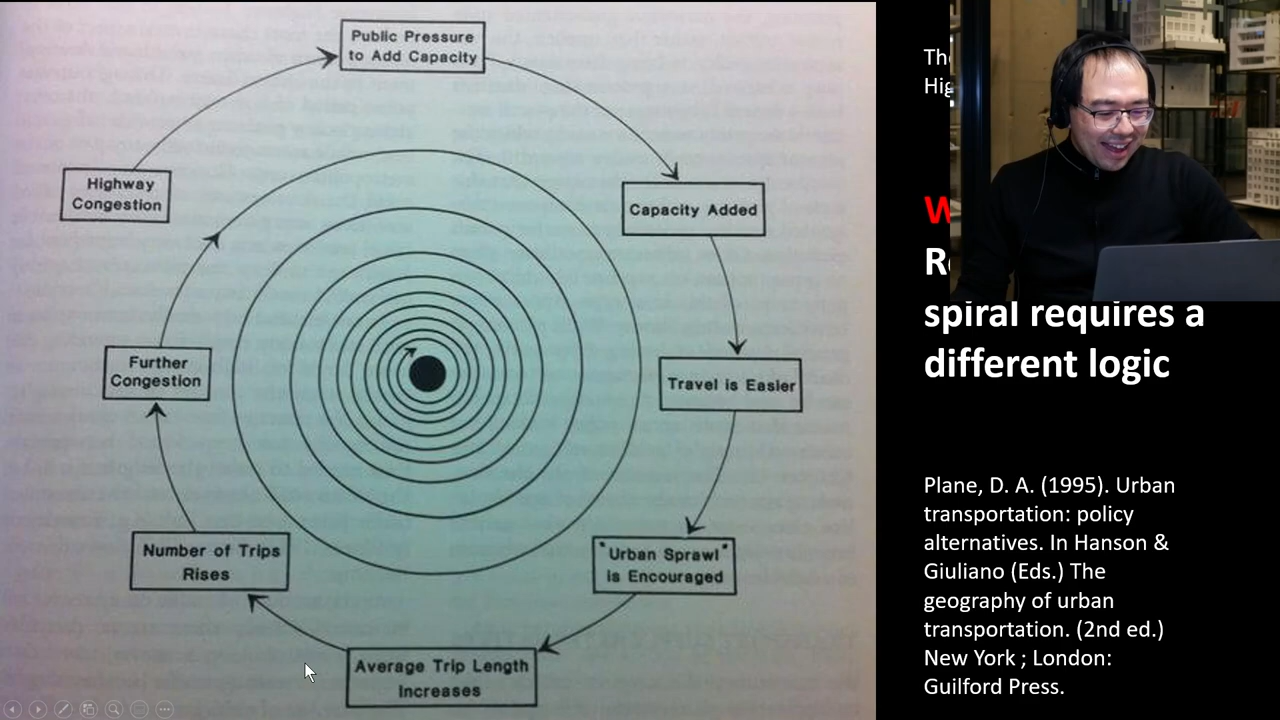 Public Pressure
to Add Capacity
Highway
Congestion
Capacity Added
Further
Congestion
Travel is Easier
Number of Trips
Rises
"Urban Sprawl"
is Encouraged
Average Trip Length
Increases
spiral requires a
different logic
Plane, D. A. (1995). Urban
transportation: policy
alternatives. In Hanson &
Giuliano (Eds.) The
geography of urban
transportation. (2nd ed.)
New York ; London:
Guilford Press.